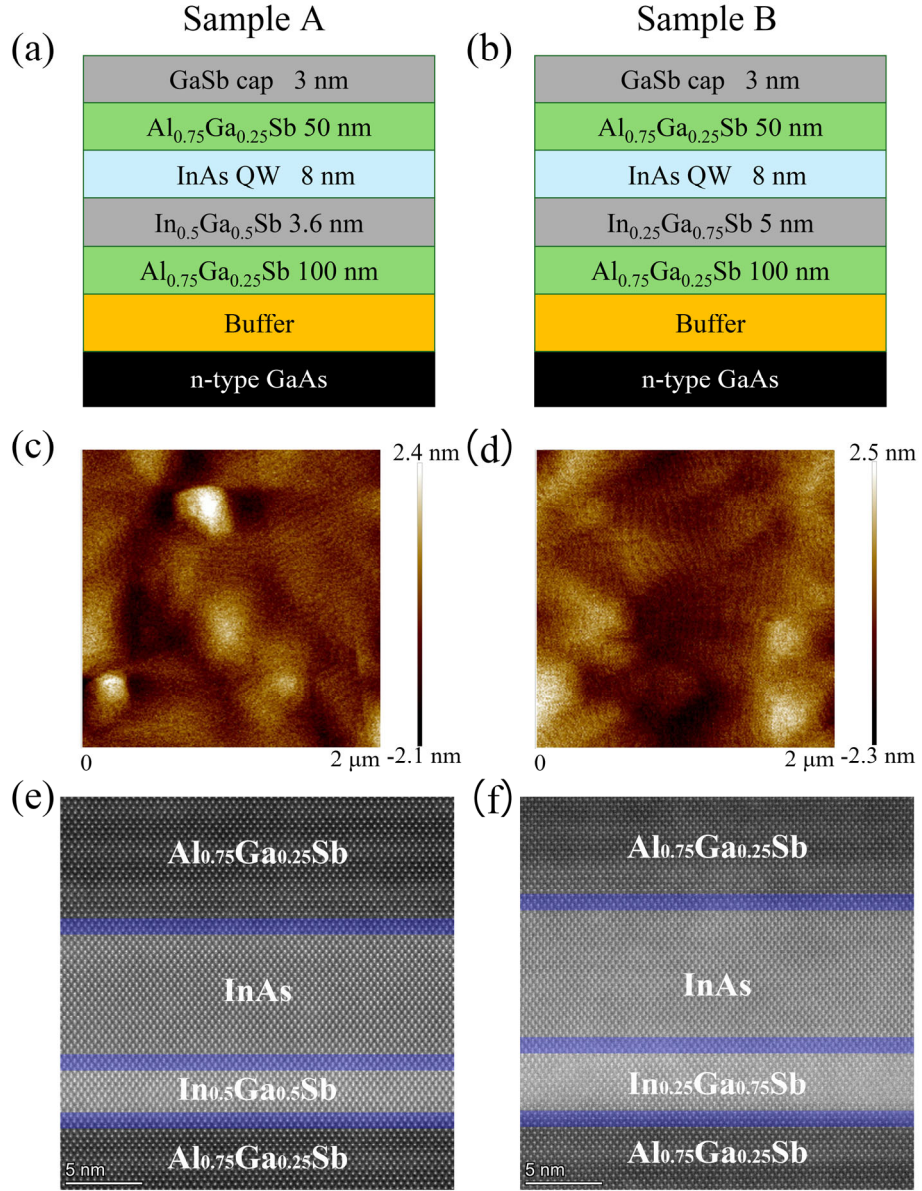 Sample A
Sample B
(a)
(b)
GaSb cap 3 nm
Al0.75Ga0.25Sb 50 nm
InAs QW 8 nm
In0.5Ga0.5Sb 3.6 nm
Al0.75Ga0.25Sb 100 nm
Buffer
n-type GaAs
GaSb cap 3 nm
Al0.75Ga0.25Sb 50 nm
InAs QW 8 nm
In0.25Ga0.75Sb 5 nm
Al0.75Ga0.25Sb 100 nm
Buffer
n-type GaAs
(c)
2.4 nm
-2.1 nm
0
2 μm
(d)
2.5 nm
-2.3 nm
0
2 μm
(e)
Al0.75Ga0.25Sb
InAs
In0.5Ga0.5Sb
Al0.75Ga0.25Sb
5 nm
(f)
Al0.75Ga0.25Sb
InAs
In0.25Ga0.75Sb
Al0.75Ga0.25Sb
5 nm